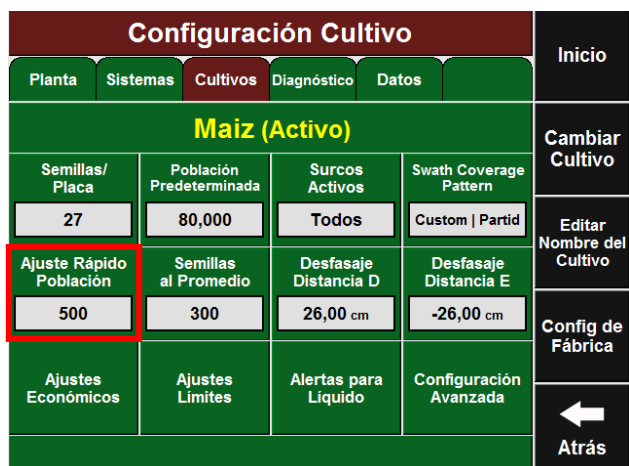 Configuración Cultivo
Inicio
Planta
Sistemas
Cultivos
Diagnóstico
Datos
Maiz (Activo)
Cambiar
Cultivo
Semillas/
Placa
27
Población
Predeterminada
80,000
Surcos
Activos
Todos
Swath Coverage
Pattern
Custom | Partid
Editar
Nombre del
Cultivo
Ajuste Rápido
Población
500
Semillas
al Promedio
300
Desfasaje
Distancia D
26,00 cm
Desfasaje
Distancia E
-26,00 cm
Config de
Fábrica
Ajustes
Económicos
Ajustes
Límites
Alertas para
Líquido
Configuración
Avanzada
Atrás